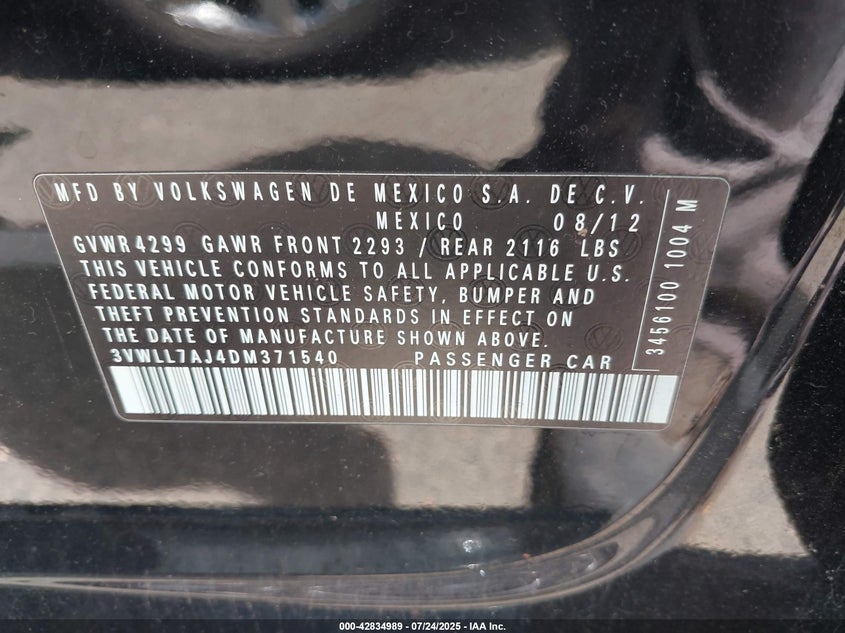 MFD BY VOLKSWAGEN DE MEXICO S.A. DE C.V.
MEXICO 08/12
GVWR 4299 GAWR FRONT 2293 / REAR 2116 LBS
THIS VEHICLE CONFORMS TO ALL APPLICABLE U.S.
FEDERAL MOTOR VEHICLE SAFETY, BUMPER AND
THEFT PREVENTION STANDARDS IN EFFECT ON
THE DATE OF MANUFACTURE SHOWN ABOVE.
3VWLL7AJ4DM371540 PASSENGER CAR
3456100 1004 M
000-42834989 - 07/24/2025 - IAA Inc.